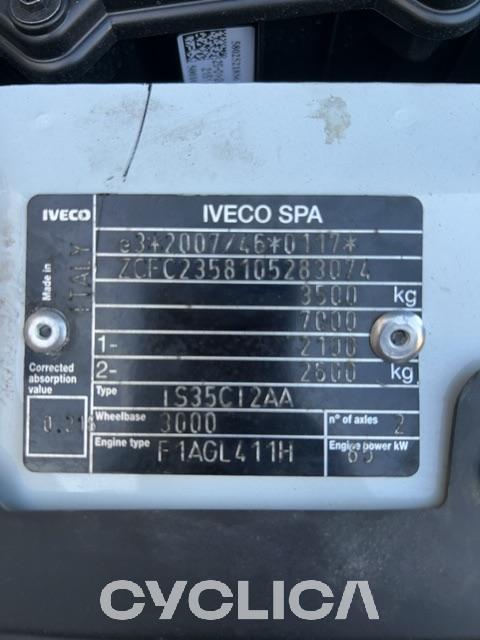 IVECO
IVECO SPA
e3*2007/46*0117*
ZCFC2358105283074
Made in
ITALY
3500 kg
7000
1- 2100
2- 2600 kg
Corrected absorption value
Type
IS35CI2AA
Wheelbase
3000
n° of axles
2
Engine type
F1AGL411H
Engine power kW
CYCLICA